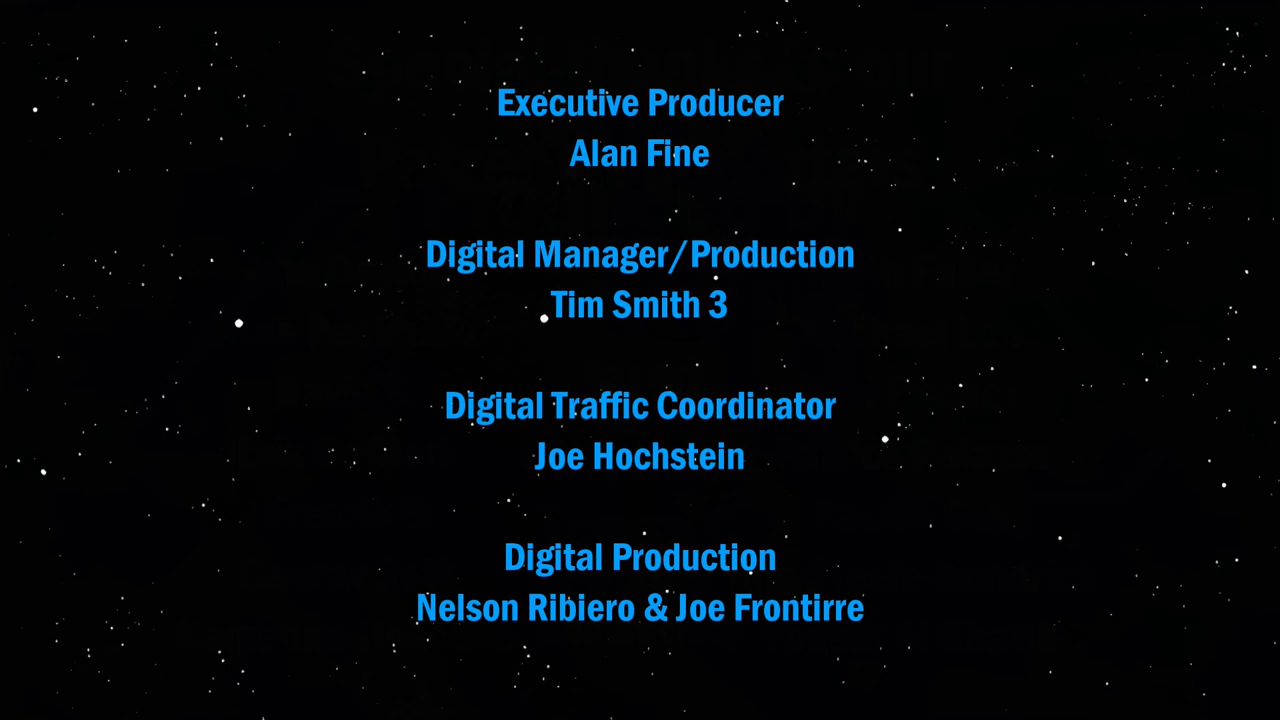 Executive Producer
Alan Fine
Digital Manager/Production
Tim Smith 3
Digital Traffic Coordinator
Joe Hochstein
Digital Production
Nelson Ribiero & Joe Frontirre